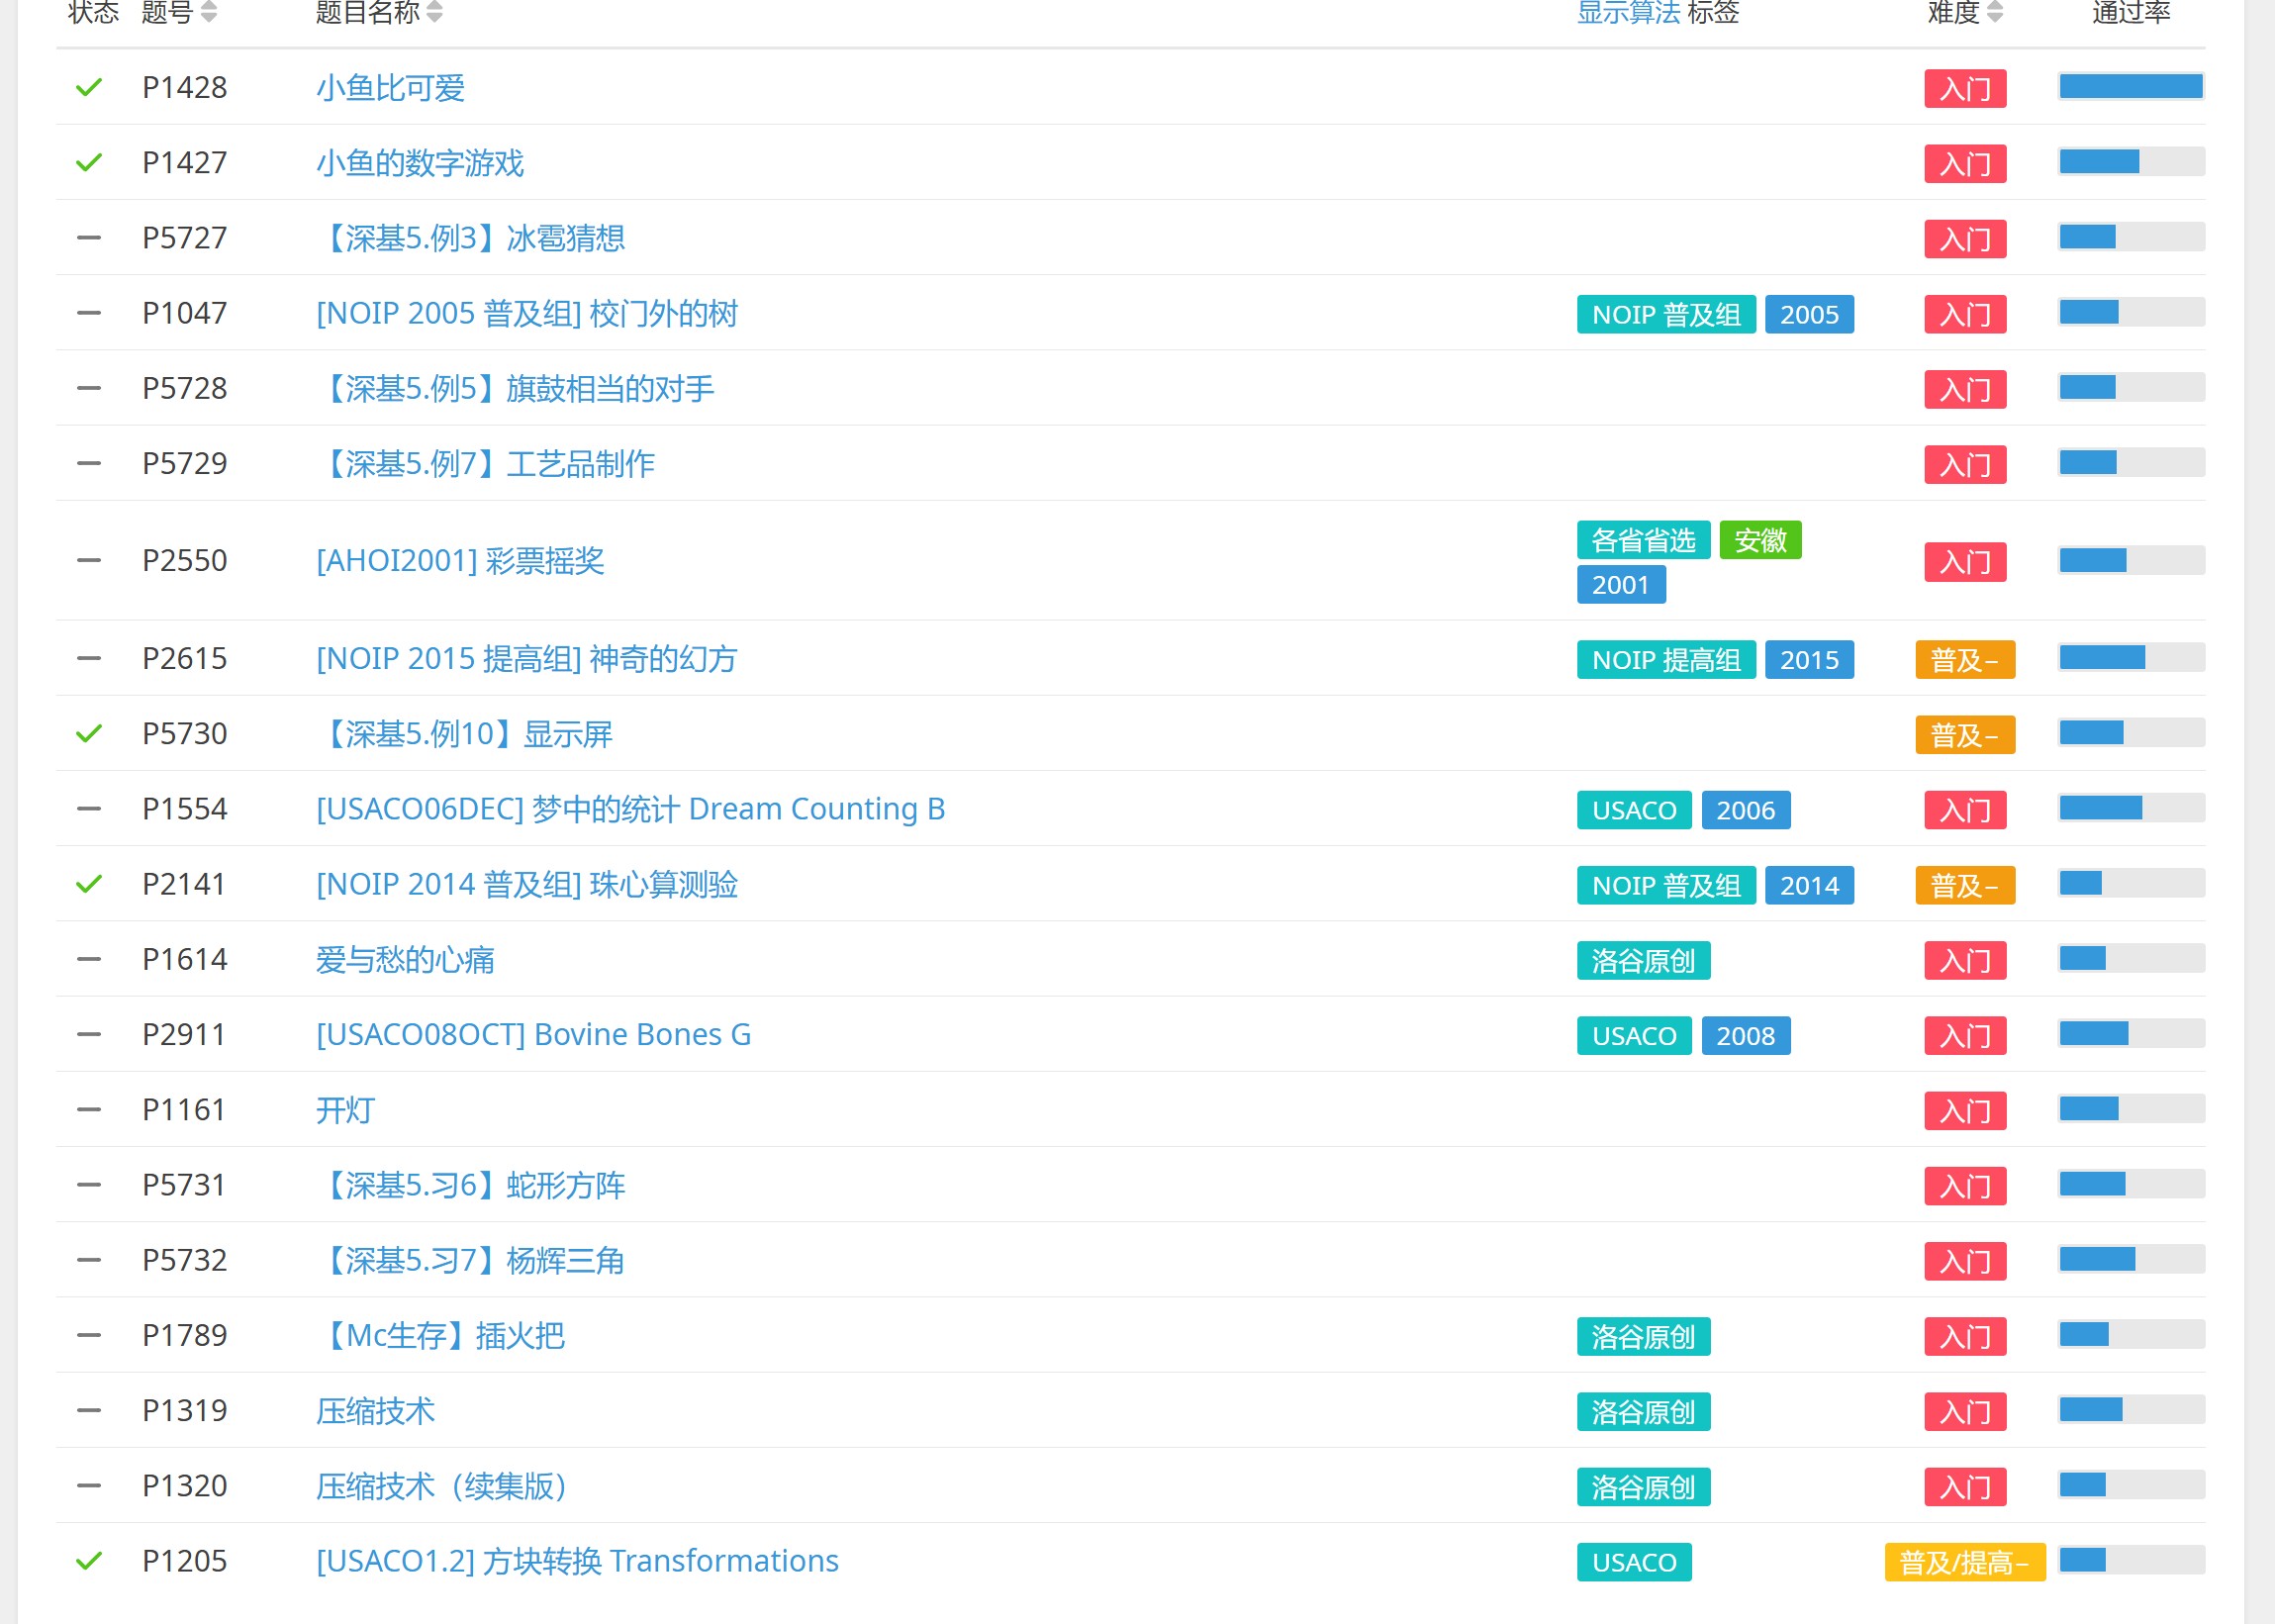 状态 题号 题目名称 显示算法 标签 难度 通过率
P1428 小鱼比可爱 入门
P1427 小鱼的数字游戏 入门
P5727 【深基5.例3】冰雹猜想 入门
P1047 [NOIP 2005 普及组] 校门外的树 NOIP 普及组 2005 入门
P5728 【深基5.例5】旗鼓相当的对手 入门
P5729 【深基5.例7】工艺品制作 入门
P2550 [AHOI2001] 彩票摇奖 各省省选 安徽 2001 入门
P2615 [NOIP 2015 提高组] 神奇的幻方 NOIP 提高组 2015 普及−
P5730 【深基5.例10】显示屏 普及−
P1554 [USACO06DEC] 梦中的统计 Dream Counting B USACO 2006 入门
P2141 [NOIP 2014 普及组] 珠心算测验 NOIP 普及组 2014 普及−
P1614 爱与愁的心痛 洛谷原创 入门
P2911 [USACO08OCT] Bovine Bones G USACO 2008 入门
P1161 开灯 入门
P5731 【深基5.习6】蛇形方阵 入门
P5732 【深基5.习7】杨辉三角 入门
P1789 【Mc生存】插火把 洛谷原创 入门
P1319 压缩技术 洛谷原创 入门
P1320 压缩技术（续集版） 洛谷原创 入门
P1205 [USACO1.2] 方块转换 Transformations USACO 普及/提高−